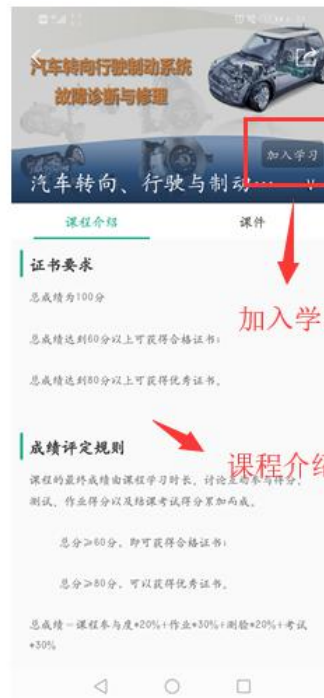 汽车转向行驶制动系统
故障诊断与修理
加入学习
汽车转向、行驶与制动…
课程介绍 课件
证书要求
总成绩为100分
加入学
总成绩达到60分以上可获得合格证书;
总成绩达到80分以上可获得优秀证书。
成绩评定规则
课程介绍
课程的最终成绩由课程学习时长、讨论互动参与得分、
测试、作业得分以及结课考试得分累加而成。
总分≥60分,即可获得合格证书;
总分≥80分,可以获得优秀证书。
总成绩=课程参与度*20%+作业*30%+测验*20%+考试
*30%